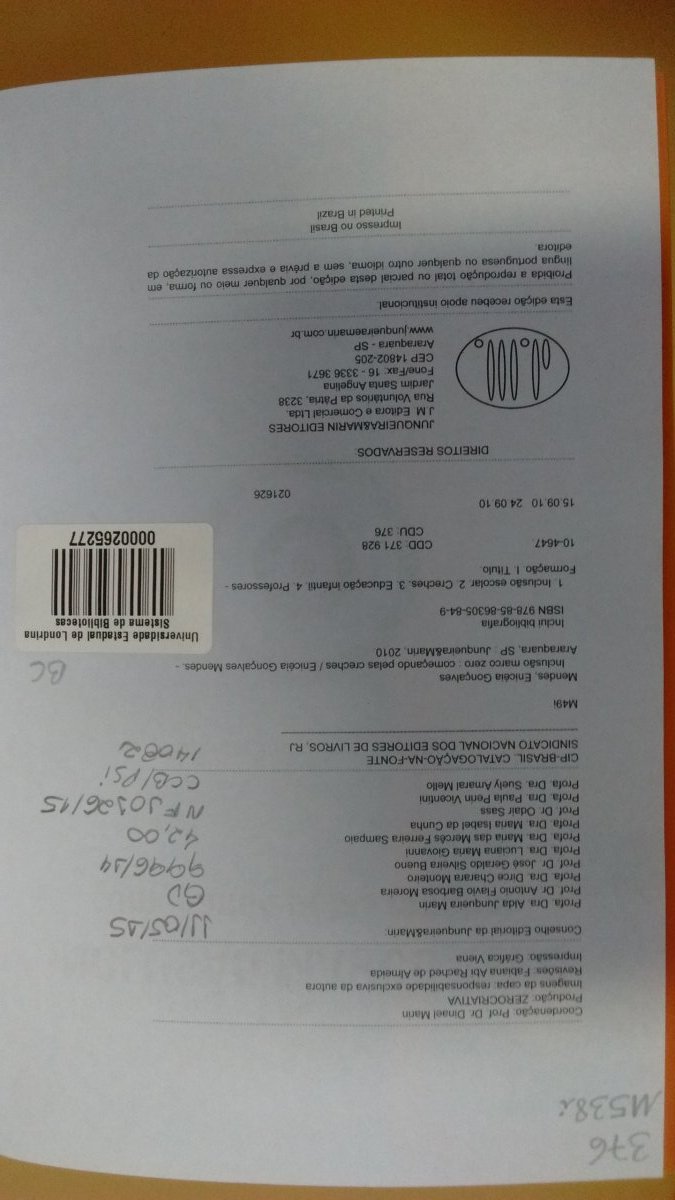 376
M538i
Coordenação: Prof. Dr. Dinael Marin
Produção: ZEROCRIATIVA
Imagens da capa: responsabilidade exclusiva da autora
Revisões: Fabiana Abi Rached de Almeida
Impressão: Gráfica Viena
Conselho Editorial da Junqueira&Marin:
Profa. Dra. Alda Junqueira Marin
Prof. Dr. Antonio Flavio Barbosa Moreira
Profa. Dra. Dirce Charara Monteiro
Prof. Dr. José Geraldo Silveira Bueno
Profa. Dra. Luciana Maria Giovanni
Profa. Dra. Maria das Mercês Ferreira Sampaio
Profa. Dra. Maria Isabel da Cunha
Prof. Dr. Odair Sass
Profa. Dra. Paula Perin Vicentini
Profa. Dra. Suely Amaral Mello
11/05/15
9996/14
42,00
NF J0326/15
CCB/Psi
14082
CIP-BRASIL. CATALOGAÇÃO-NA-FONTE
SINDICATO NACIONAL DOS EDITORES DE LIVROS, RJ
M49i
Mendes, Enicéia Gonçalves
Inclusão marco zero : começando pelas creches / Enicéia Gonçalves Mendes. -
Araraquara, SP : Junqueira&Marin, 2010
BC
Inclui bibliografia
ISBN 978-85-86305-84-9
1. Inclusão escolar. 2. Creches. 3. Educação infantil. 4. Professores -
Formação. I. Título.
Universidade Estadual de Londrina
Sistema de Bibliotecas
0000265277
10-4647. CDD: 371.928
CDU: 376
15.09.10 24.09.10 021626
DIREITOS RESERVADOS:
JUNQUEIRA&MARIN EDITORES
J.M. Editora e Comercial Ltda.
Rua Voluntários da Pátria, 3238
Jardim Santa Angelina
Fone/Fax: 16 - 3336 3671
CEP 14802-205
Araraquara - SP
www.junqueiraemarin.com.br
Esta edição recebeu apoio institucional.
Proibida a reprodução total ou parcial desta edição, por qualquer meio ou forma, em
língua portuguesa ou qualquer outro idioma, sem a prévia e expressa autorização da
editora.
Impresso no Brasil
Printed in Brazil